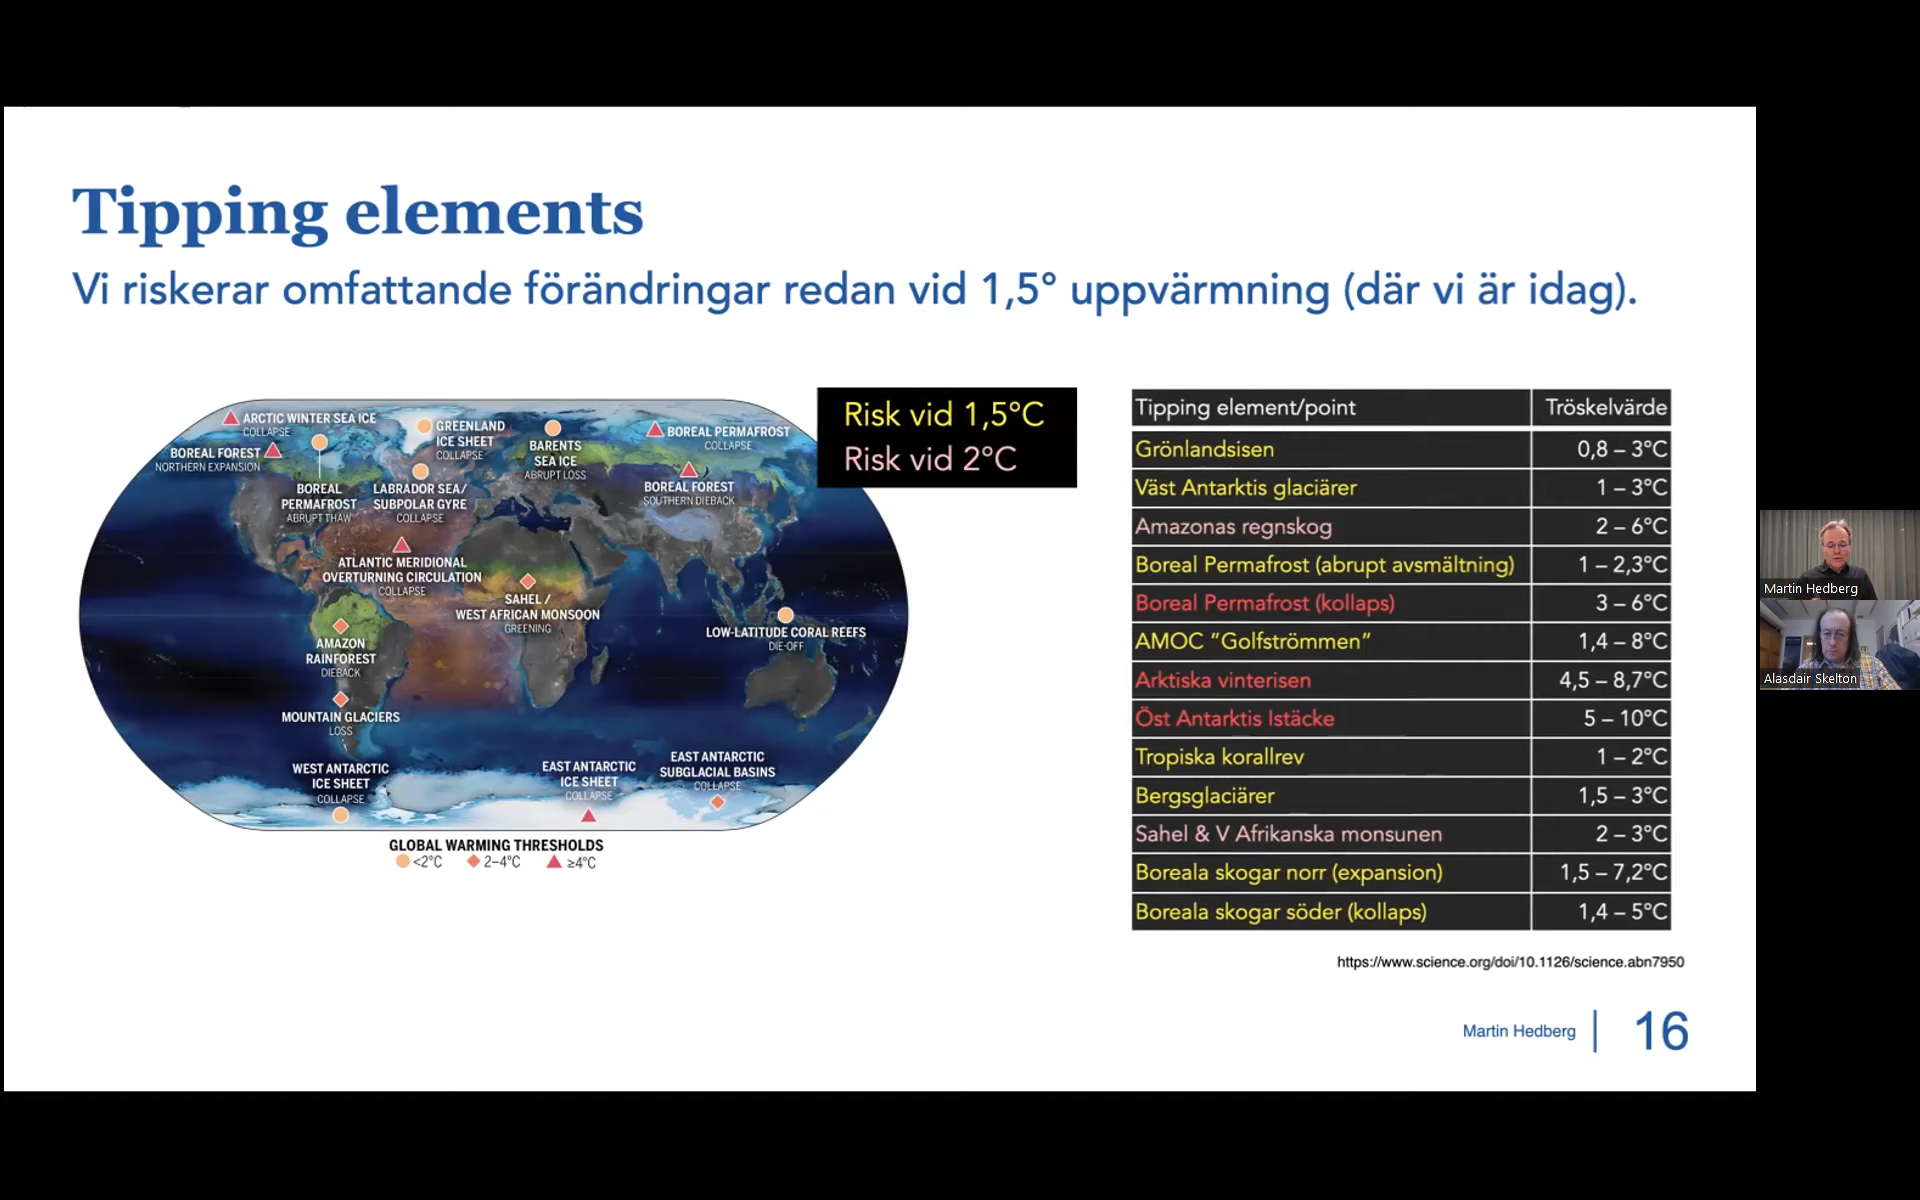 Tipping elements
Vi riskerar omfattande förändringar redan vid 1,5° uppvärmning (där vi är idag).
ARCTIC WINTER SEA ICE
COLLAPSE
BOREAL FOREST
NORTHERN EXPANSION
BOREAL
PERMAFROST
ABRUPT THAW
GREENLAND
ICE SHEET
COLLAPSE
LABRADOR SEA/
SUBPOLAR GYRE
COLLAPSE
BARENTS
SEA ICE
ABRUPT LOSS
BOREAL PERMAFROST
COLLAPSE
BOREAL FOREST
SOUTHERN DIEBACK
ATLANTIC MERIDIONAL
OVERTURNING CIRCULATION
COLLAPSE
SAHEL /
WEST AFRICAN MONSOON
GREENING
LOW-LATITUDE CORAL REEFS
DIE-OFF
AMAZON
RAINFOREST
DIEBACK
MOUNTAIN GLACIERS
LOSS
WEST ANTARCTIC
ICE SHEET
COLLAPSE
EAST ANTARCTIC
ICE SHEET
COLLAPSE
EAST ANTARCTIC
SUBGLACIAL BASINS
COLLAPSE
GLOBAL WARMING THRESHOLDS
<2°C 2–4°C ≥4°C
Risk vid 1,5°C
Risk vid 2°C
Tipping element/point Tröskelvärde
Grönlandsisen 0,8 – 3°C
Väst Antarktis glaciärer 1 – 3°C
Amazonas regnskog 2 – 6°C
Boreal Permafrost (abrupt avsmältning) 1 – 2,3°C
Boreal Permafrost (kollaps) 3 – 6°C
AMOC ”Golfströmmen” 1,4 – 8°C
Arktiska vinterisen 4,5 – 8,7°C
Öst Antarktis Istäcke 5 – 10°C
Tropiska korallrev 1 – 2°C
Bergsglaciärer 1,5 – 3°C
Sahel & V Afrikanska monsunen 2 – 3°C
Boreala skogar norr (expansion) 1,5 – 7,2°C
Boreala skogar söder (kollaps) 1,4 – 5°C
https://www.science.org/doi/10.1126/science.abn7950
Martin Hedberg | 16
Martin Hedberg
Alasdair Skelton